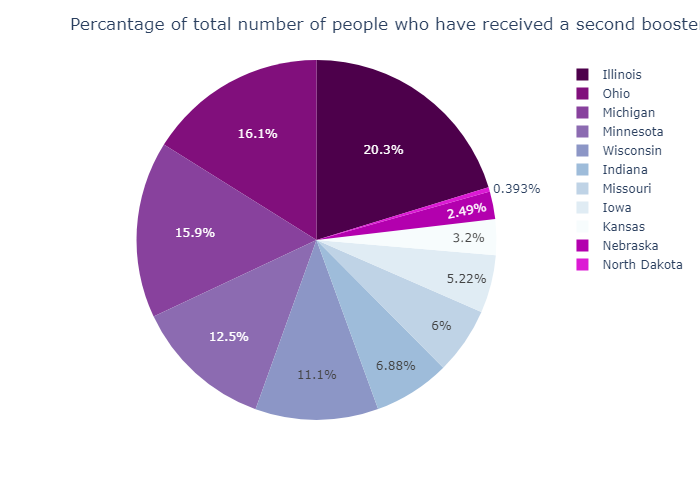 Percantage of total number of people who have received a second booste
Illinois
Ohio
Michigan
Minnesota
Wisconsin
Indiana
Missouri
Iowa
Kansas
Nebraska
North Dakota
20.3%
16.1%
15.9%
12.5%
11.1%
6.88%
6%
5.22%
3.2%
2.49%
0.393%